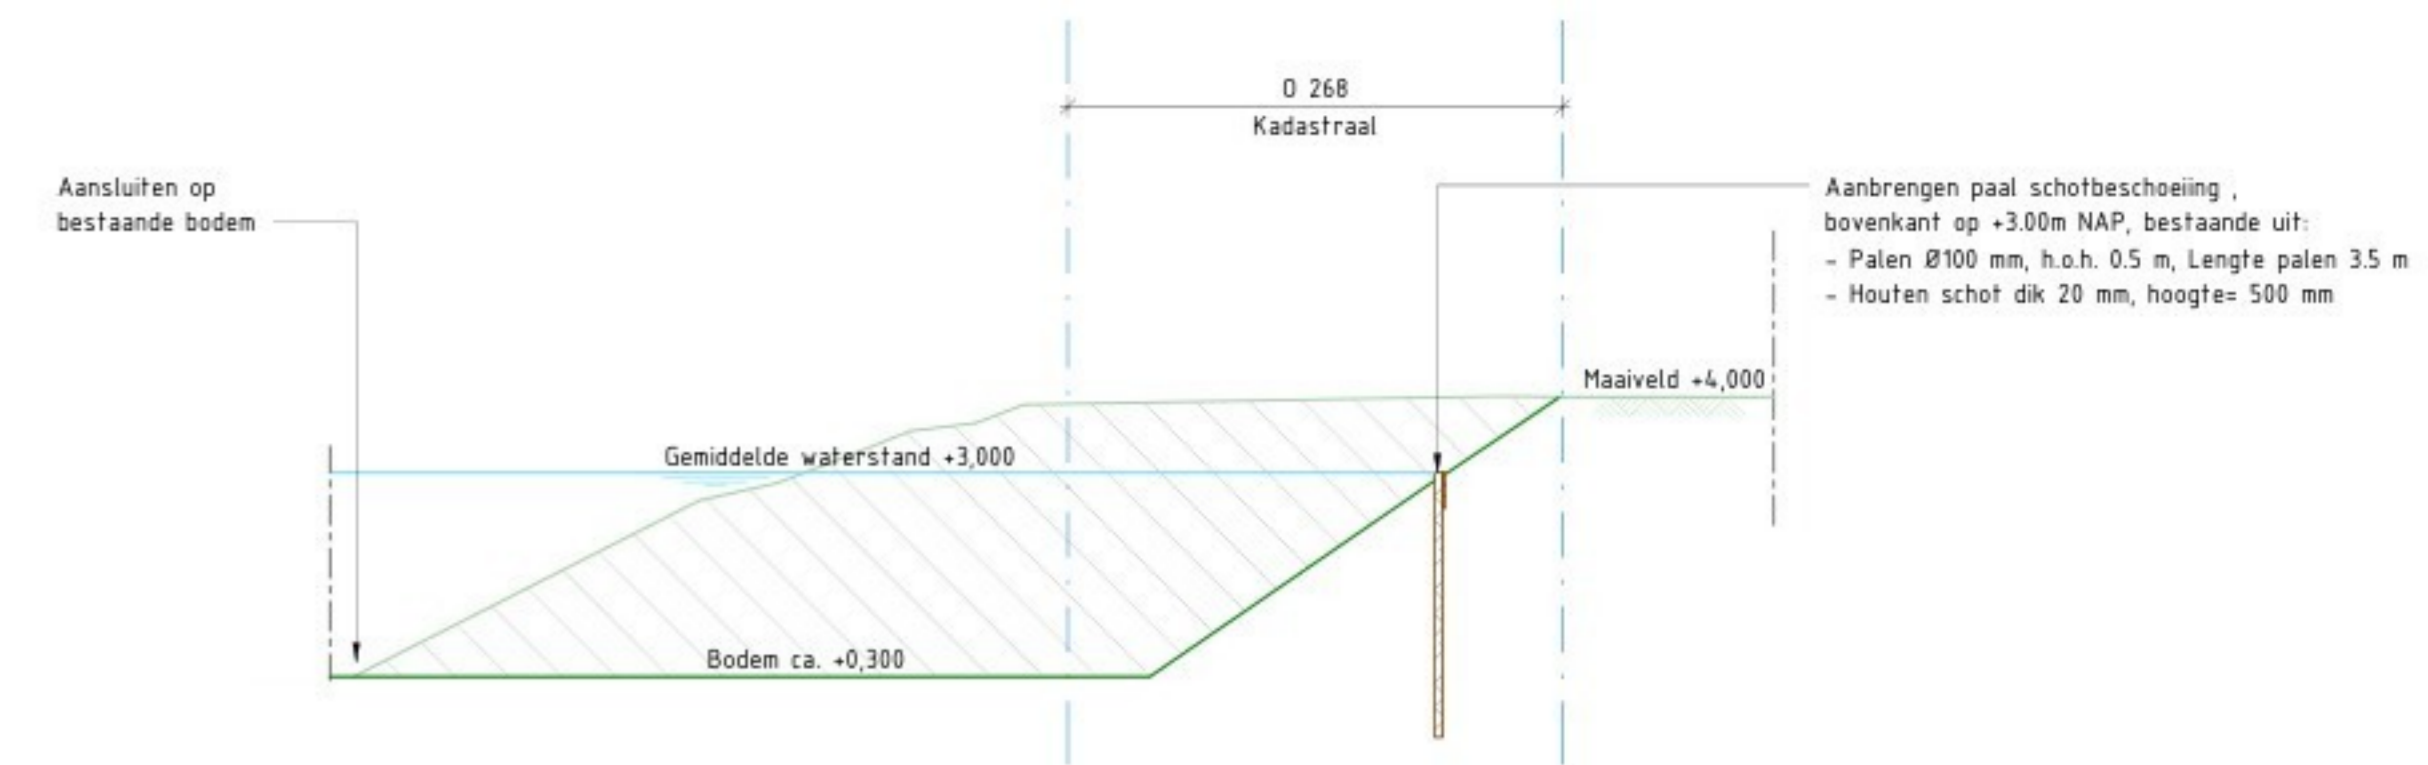 O 268
Kadastraal
Aansluiten op
bestaande bodem
Aanbrengen paal schotbeschoeiing ,
bovenkant op +3.00m NAP, bestaande uit:
- Palen Ø100 mm, h.o.h. 0.5 m, Lengte palen 3.5 m
- Houten schot dik 20 mm, hoogte= 500 mm
Maaiveld +4,000
Gemiddelde waterstand +3,000
Bodem ca. +0,300